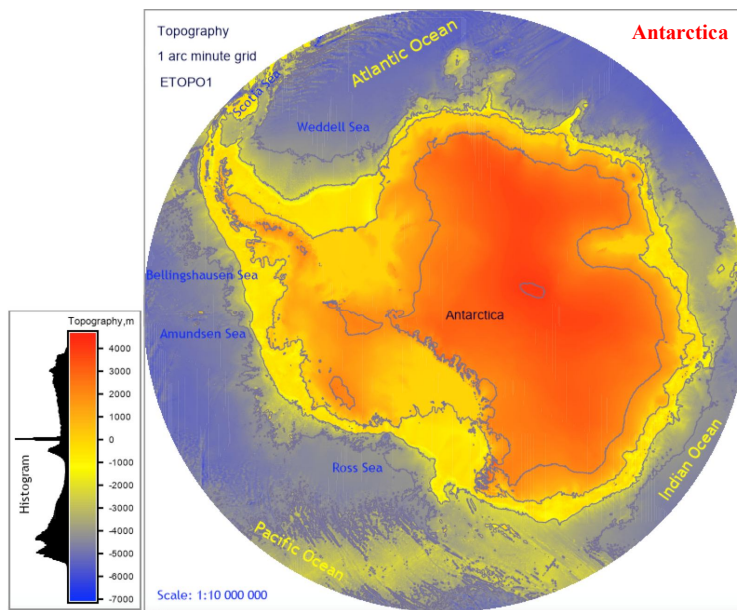 Topography
1 arc minute grid
ETOPO1
Antarctica
Atlantic Ocean
Scotia Sea
Weddell Sea
Bellingshausen Sea
Amundsen Sea
Antarctica
Ross Sea
Indian Ocean
Pacific Ocean
Scale: 1:10 000 000
Topography,m
4000
3000
2000
1000
0
-1000
-2000
-3000
-4000
-5000
-6000
-7000
Histogram